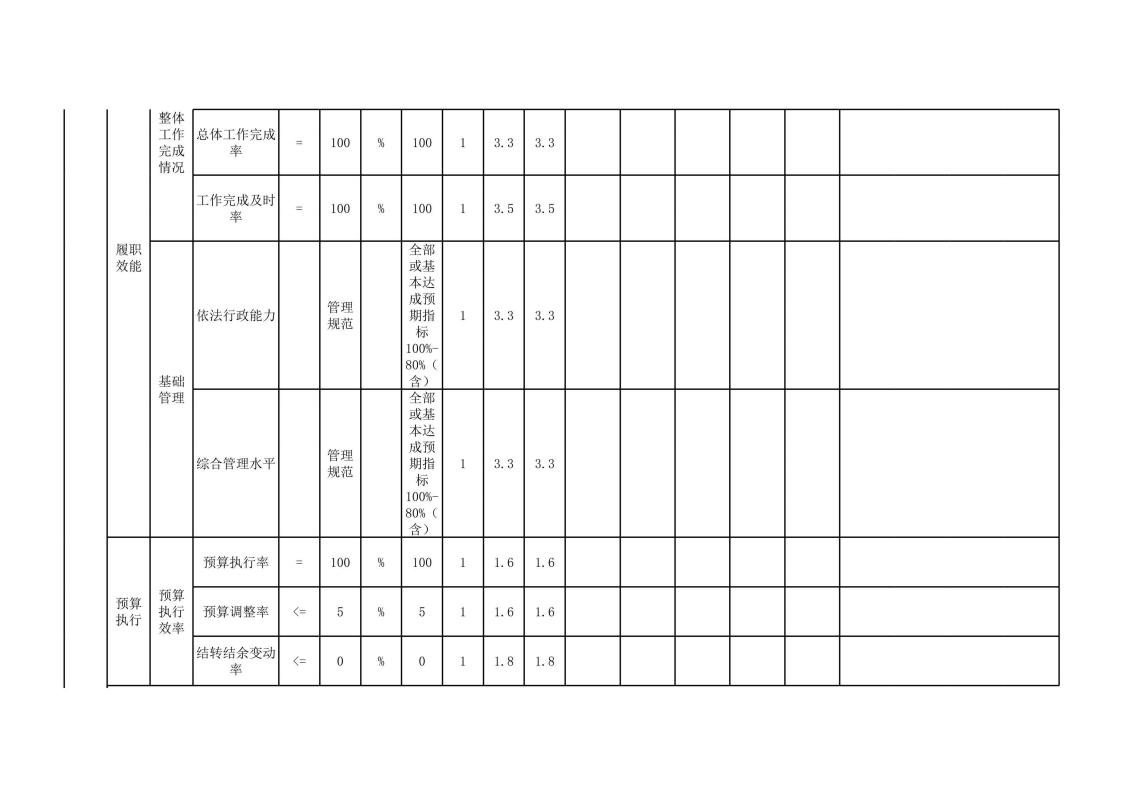 整体
工作
完成
情况
总体工作完成
率
=
100
%
100
1
3.3
3.3
工作完成及时
率
=
100
%
100
1
3.5
3.5
履职
效能
基础
管理
依法行政能力
管理
规范
全部
或基
本达
成预
期指
标
100%-
80%（
含）
1
3.3
3.3
综合管理水平
管理
规范
全部
或基
本达
成预
期指
标
100%-
80%（
含）
1
3.3
3.3
预算
执行
预算
执行
效率
预算执行率
=
100
%
100
1
1.6
1.6
预算调整率
<=
5
%
5
1
1.6
1.6
结转结余变动
率
<=
0
%
0
1
1.8
1.8